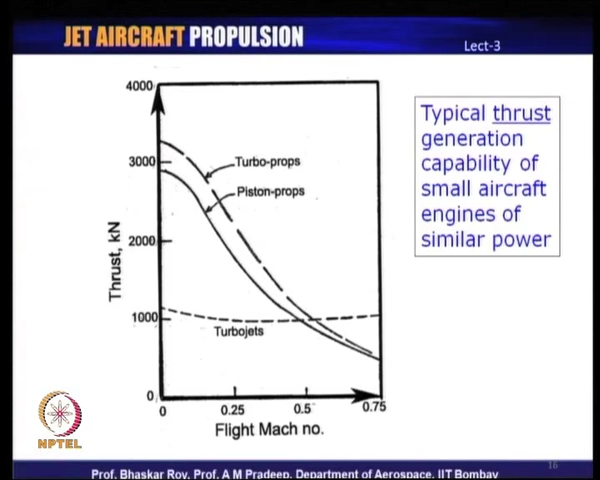 JET AIRCRAFT PROPULSION
Lect-3
4000
3000
2000
1000
0
Thrust, kN
Turbo-props
Piston-props
Turbojets
0
0.25
0.5
0.75
Flight Mach no.
Typical thrust
generation
capability of
small aircraft
engines of
similar power
NPTEL
16
Prof. Bhaskar Roy, Prof. A M Pradeep, Department of Aerospace, IIT Bombay